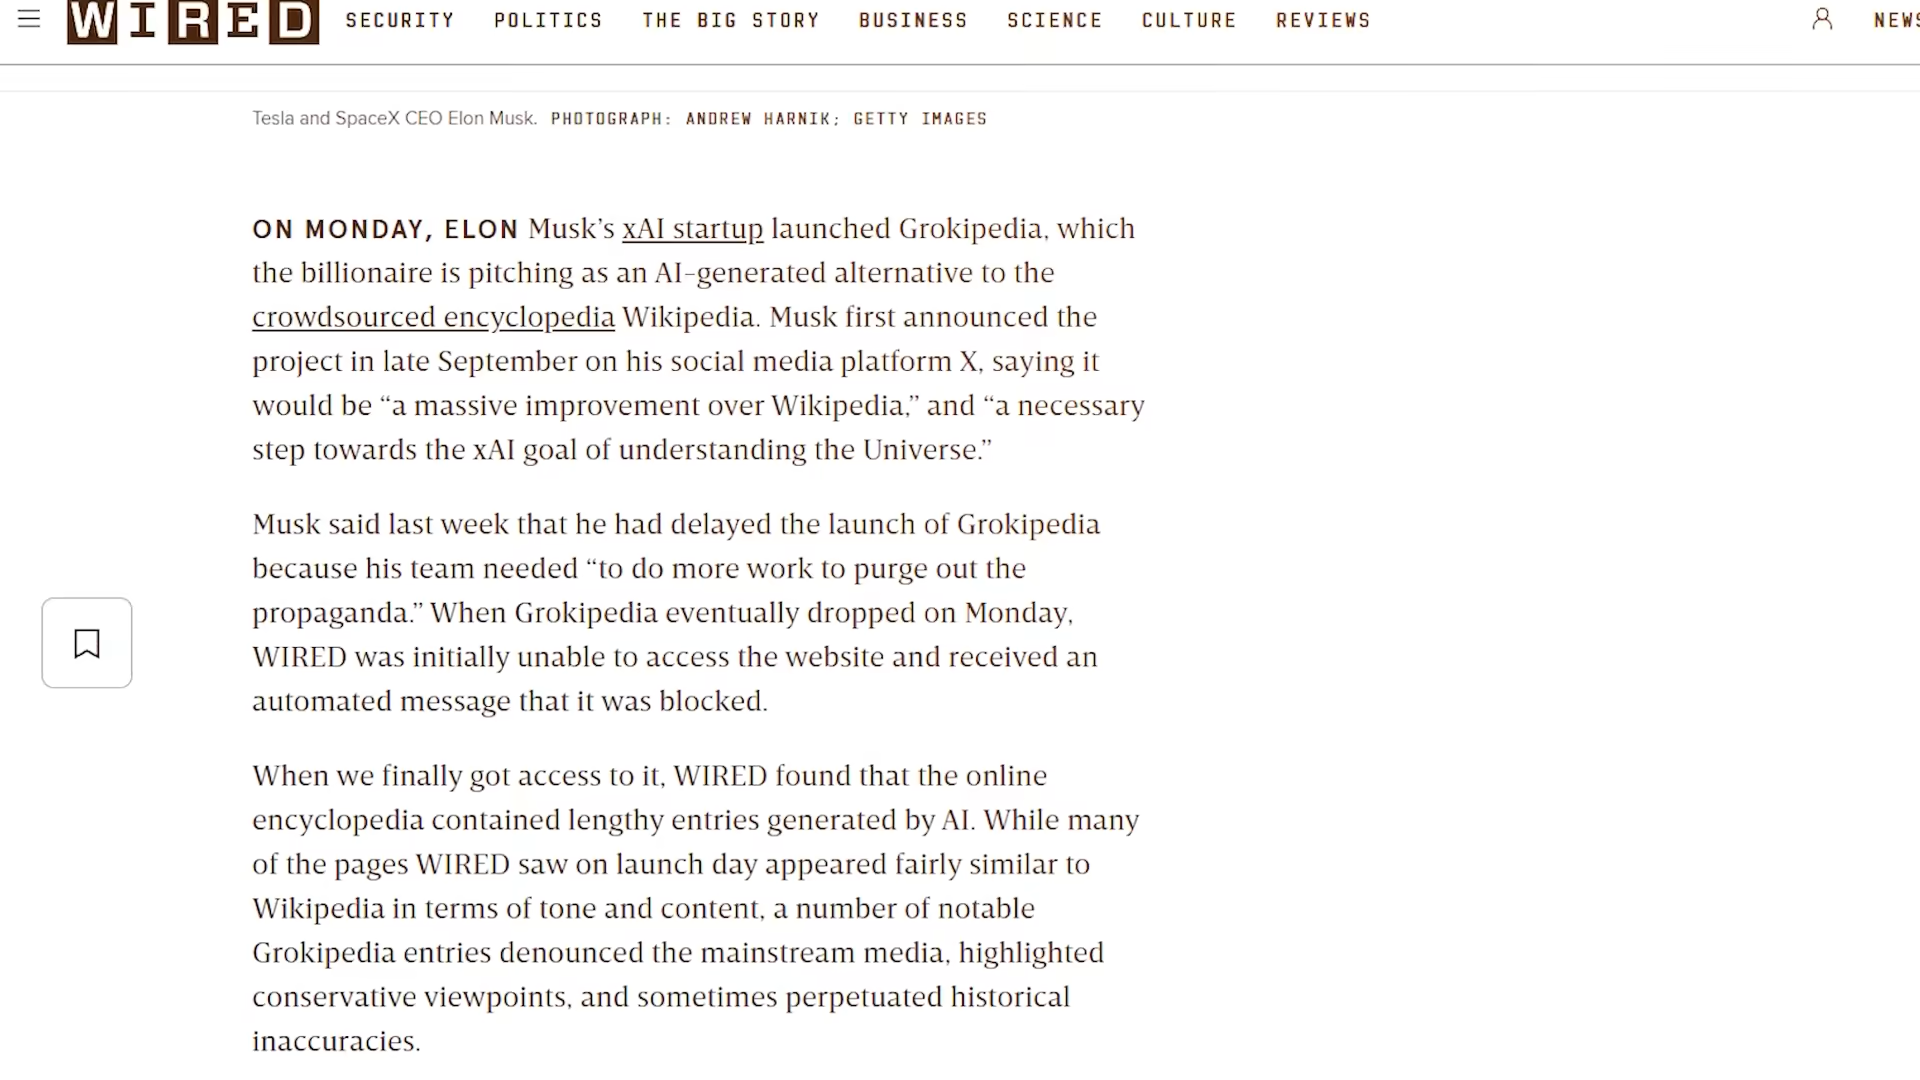 WIRED SECURITY POLITICS THE BIG STORY BUSINESS SCIENCE CULTURE REVIEWS
Tesla and SpaceX CEO Elon Musk. PHOTOGRAPH: ANDREW HARNIK; GETTY IMAGES
ON MONDAY, ELON Musk’s xAI startup launched Grokipedia, which
the billionaire is pitching as an AI-generated alternative to the
crowdsourced encyclopedia Wikipedia. Musk first announced the
project in late September on his social media platform X, saying it
would be “a massive improvement over Wikipedia,” and “a necessary
step towards the xAI goal of understanding the Universe.”
Musk said last week that he had delayed the launch of Grokipedia
because his team needed “to do more work to purge out the
propaganda.” When Grokipedia eventually dropped on Monday,
WIRED was initially unable to access the website and received an
automated message that it was blocked.
When we finally got access to it, WIRED found that the online
encyclopedia contained lengthy entries generated by AI. While many
of the pages WIRED saw on launch day appeared fairly similar to
Wikipedia in terms of tone and content, a number of notable
Grokipedia entries denounced the mainstream media, highlighted
conservative viewpoints, and sometimes perpetuated historical
inaccuracies.